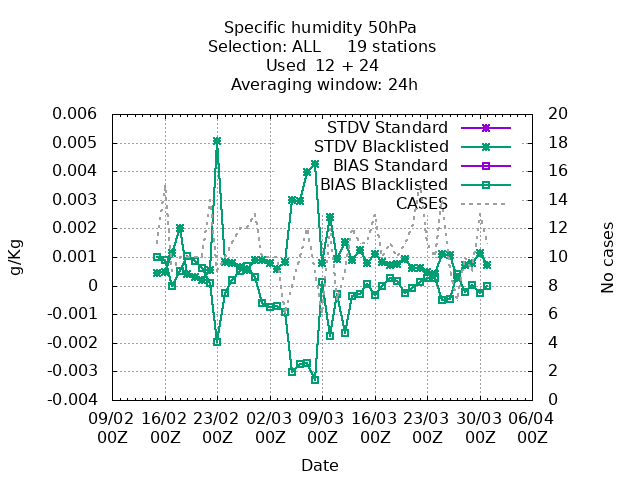 Specific humidity 50hPa
Selection: ALL 19 stations
Used 12 + 24
Averaging window: 24h
0.006
0.005
0.004
0.003
0.002
0.001
0
-0.001
-0.002
-0.003
-0.004
g/Kg
STDV Standard
STDV Blacklisted
BIAS Standard
BIAS Blacklisted
CASES
20
18
16
14
12
10
8
6
4
2
0
No cases
09/02 16/02 23/02 02/03 09/03 16/03 23/03 30/03 06/04
00Z 00Z 00Z 00Z 00Z 00Z 00Z 00Z 00Z
Date